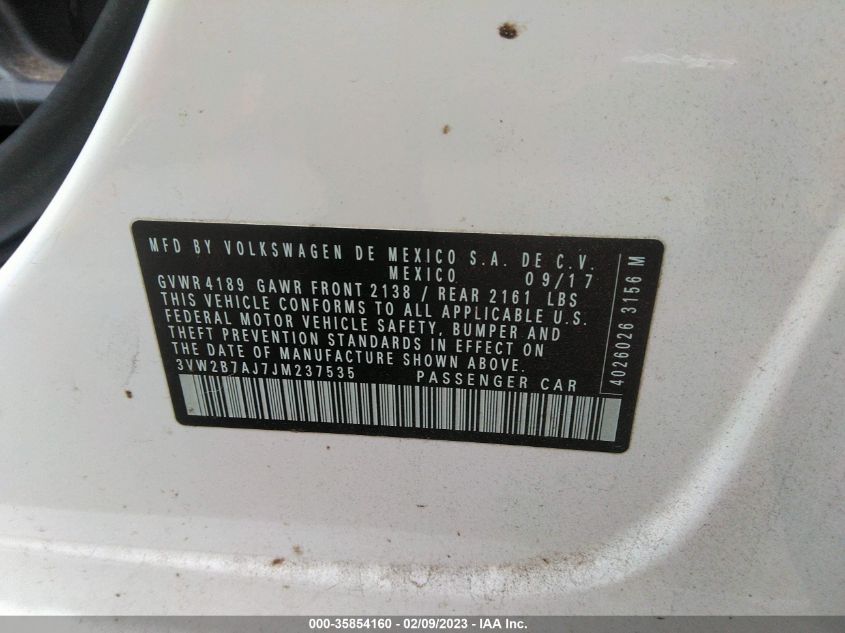 MFD BY VOLKSWAGEN DE MEXICO S.A. DE C.V.
MEXICO 09/17
GVWR 4189 GAWR FRONT 2138 / REAR 2161 LBS
THIS VEHICLE CONFORMS TO ALL APPLICABLE U.S.
FEDERAL MOTOR VEHICLE SAFETY, BUMPER AND
THEFT PREVENTION STANDARDS IN EFFECT ON
THE DATE OF MANUFACTURE SHOWN ABOVE.
3VW2B7AJ7JM237535 PASSENGER CAR
4026026 3156 M
000-35854160 - 02/09/2023 - IAA Inc.